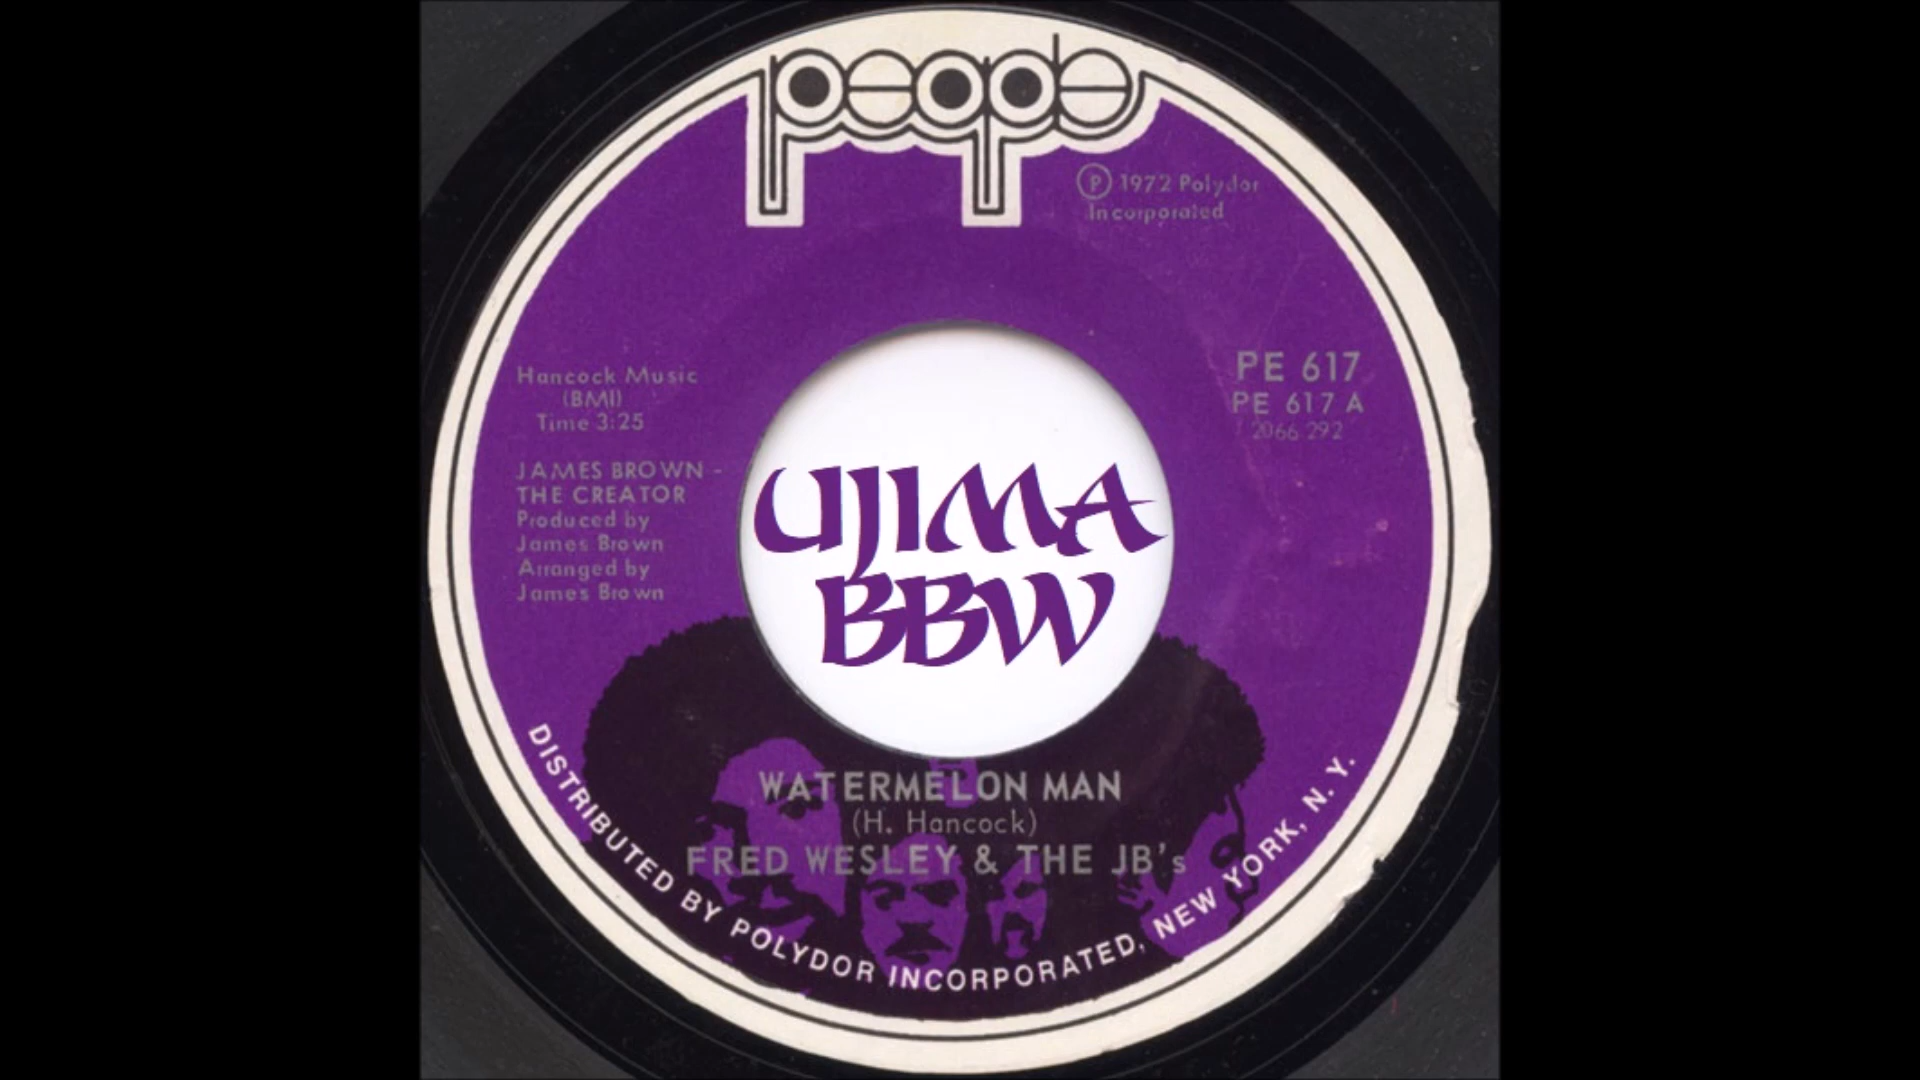 people
Ⓟ 1972 Polydor
Incorporated
Hancock Music
(BMI)
Time 3:25
PE 617
PE 617 A
2066 292
JAMES BROWN -
THE CREATOR
Produced by
James Brown
Arranged by
James Brown
UJIMA
BBW
WATERMELON MAN
(H. Hancock)
FRED WESLEY & THE JB's
DISTRIBUTED BY POLYDOR INCORPORATED, NEW YORK, N. Y.